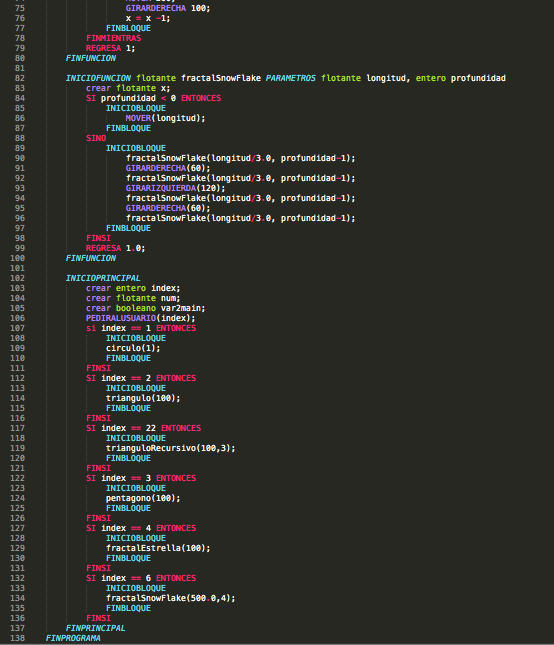 75 GIRARDERECHA 100;
76 x = x -1;
77 FINBLOQUE
78 FINMIENTRAS
79 REGRESA 1;
80 FINFUNCION
81
82 INICIOFUNCION flotante fractalSnowFlake PARAMETROS flotante longitud, entero profundidad
83 crear flotante x;
84 SI profundidad < 0 ENTONCES
85 INICIOBLOQUE
86 MOVER(longitud);
87 FINBLOQUE
88 SINO
89 INICIOBLOQUE
90 fractalSnowFlake(longitud/3.0, profundidad-1);
91 GIRARDERECHA(60);
92 fractalSnowFlake(longitud/3.0, profundidad-1);
93 GIRARIZQUIERDA(120);
94 fractalSnowFlake(longitud/3.0, profundidad-1);
95 GIRARDERECHA(60);
96 fractalSnowFlake(longitud/3.0, profundidad-1);
97 FINBLOQUE
98 FINSI
99 REGRESA 1.0;
100 FINFUNCION
101
102 INICIOPRINCIPAL
103 crear entero index;
104 crear flotante num;
105 crear booleano var2main;
106 PEDIRALUSUARIO(index);
107 si index == 1 ENTONCES
108 INICIOBLOQUE
109 circulo(1);
110 FINBLOQUE
111 FINSI
112 SI index == 2 ENTONCES
113 INICIOBLOQUE
114 triangulo(100);
115 FINBLOQUE
116 FINSI
117 SI index == 22 ENTONCES
118 INICIOBLOQUE
119 trianguloRecursivo(100,3);
120 FINBLOQUE
121 FINSI
122 SI index == 3 ENTONCES
123 INICIOBLOQUE
124 pentagono(100);
125 FINBLOQUE
126 FINSI
127 SI index == 4 ENTONCES
128 INICIOBLOQUE
129 fractalEstrella(100);
130 FINBLOQUE
131 FINSI
132 SI index == 6 ENTONCES
133 INICIOBLOQUE
134 fractalSnowFlake(500.0,4);
135 FINBLOQUE
136 FINSI
137 FINPRINCIPAL
138 FINPROGRAMA